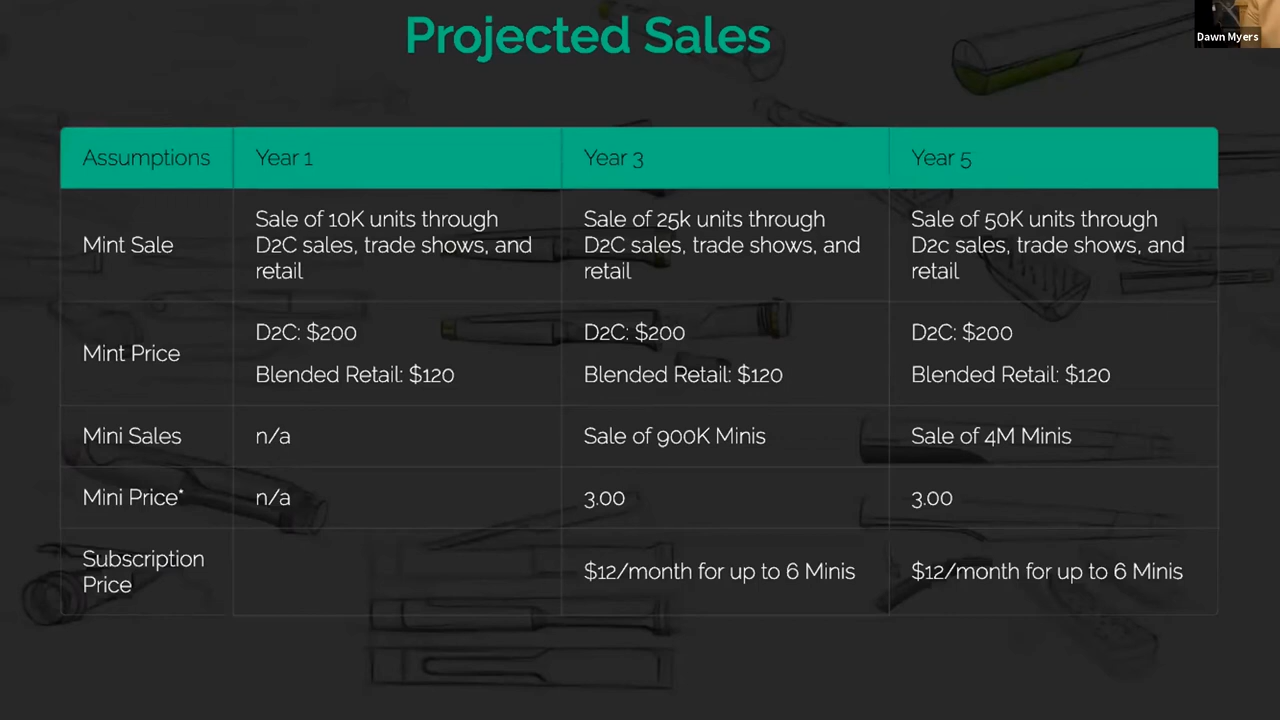 Projected Sales
Dawn Myers
Assumptions
Year 1
Year 3
Year 5
Mint Sale
Sale of 10K units through
D2C sales, trade shows, and
retail
Sale of 25k units through
D2C sales, trade shows, and
retail
Sale of 50K units through
D2c sales, trade shows, and
retail
Mint Price
D2C: $200
Blended Retail: $120
D2C: $200
Blended Retail: $120
D2C: $200
Blended Retail: $120
Mini Sales
n/a
Sale of 900K Minis
Sale of 4M Minis
Mini Price*
n/a
3.00
3.00
Subscription
Price
$12/month for up to 6 Minis
$12/month for up to 6 Minis